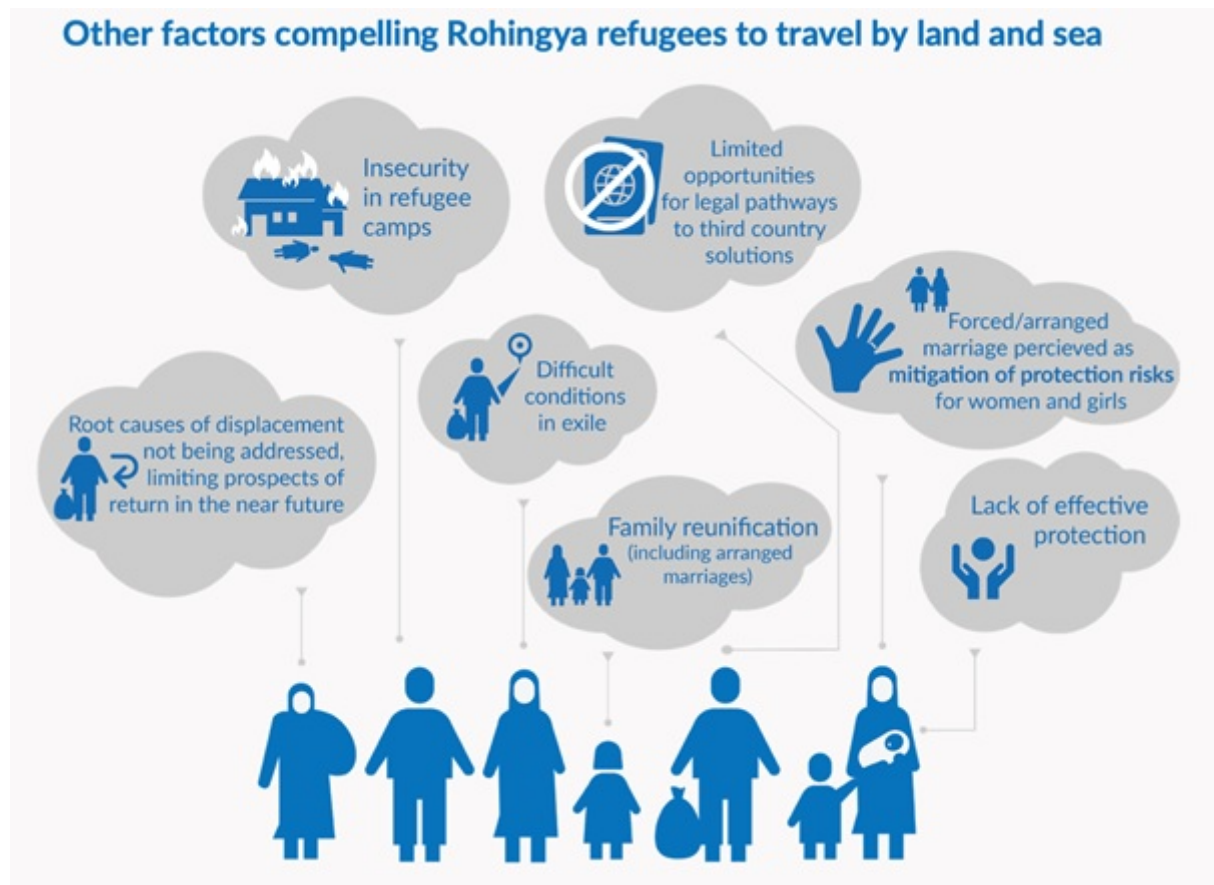 Other factors compelling Rohingya refugees to travel by land and sea
Insecurity
in refugee
camps
Limited
opportunities
for legal pathways
to third country
solutions
Forced/arranged
marriage percieved as
mitigation of protection risks
for women and girls
Difficult
conditions
in exile
Root causes of displacement
not being addressed,
limiting prospects of
return in the near future
Family reunification
(including arranged
marriages)
Lack of effective
protection